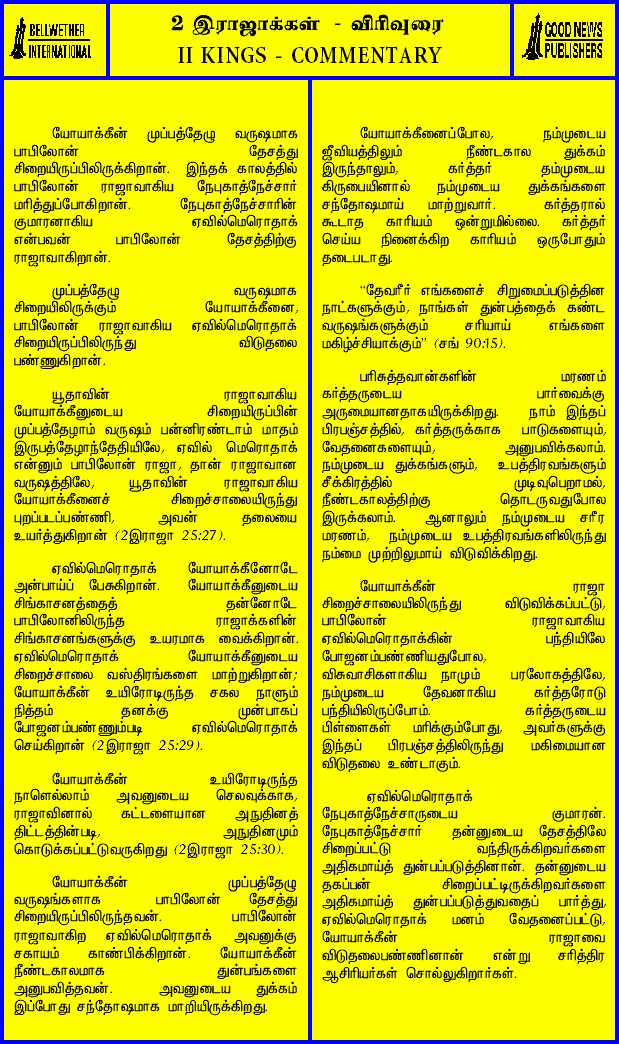 BELLWETHER
INTERNATIONAL
2 இராஜாக்கள் - விரிவுரை
II KINGS - COMMENTARY
GOOD NEWS
PUBLISHERS
யோயாக்கீன் முப்பத்தேழு வருஷமாக
பாபிலோன் தேசத்து
சிறையிருப்பிலிருக்கிறான். இந்தக் காலத்தில்
பாபிலோன் ராஜாவாகிய நேபுகாத்நேச்சார்
மரித்துப்போகிறான். நேபுகாத்நேச்சாரின்
குமாரனாகிய ஏவில்மெரொதாக்
என்பவன் பாபிலோன் தேசத்திற்கு
ராஜாவாகிறான்.
முப்பத்தேழு வருஷமாக
சிறையிலிருக்கும் யோயாக்கீனை,
பாபிலோன் ராஜாவாகிய ஏவில்மெரொதாக்
சிறையிருப்பிலிருந்து விடுதலை
பண்ணுகிறான்.
யூதாவின் ராஜாவாகிய
யோயாக்கீனுடைய சிறையிருப்பின்
முப்பத்தேழாம் வருஷம் பன்னிரண்டாம் மாதம்
இருபத்தேழாந்தேதியிலே, ஏவில் மெரொதாக்
என்னும் பாபிலோன் ராஜா, தான் ராஜாவான
வருஷத்திலே, யூதாவின் ராஜாவாகிய
யோயாக்கீனைச் சிறைச்சாலையிருந்து
புறப்படப்பண்ணி, அவன் தலையை
உயர்த்துகிறான் (2இராஜா 25:27).
ஏவில்மெரொதாக் யோயாக்கீனோடே
அன்பாய்ப் பேசுகிறான். யோயாக்கீனுடைய
சிங்காசனத்தைத் தன்னோடே
பாபிலோனிலிருந்த ராஜாக்களின்
சிங்காசனங்களுக்கு உயரமாக வைக்கிறான்.
ஏவில்மெரொதாக் யோயாக்கீனுடைய
சிறைச்சாலை வஸ்திரங்களை மாற்றுகிறான்;
யோயாக்கீன் உயிரோடிருந்த சகல நாளும்
நித்தம் தனக்கு முன்பாகப்
போஜனம்பண்ணும்படி ஏவில்மெரொதாக்
செய்கிறான் (2இராஜா 25:29).
யோயாக்கீன் உயிரோடிருந்த
நாளெல்லாம் அவனுடைய செலவுக்காக,
ராஜாவினால் கட்டளையான அநுதினத்
திட்டத்தின்படி, அநுதினமும்
கொடுக்கப்பட்டுவருகிறது (2இராஜா 25:30).
யோயாக்கீன் முப்பத்தேழு
வருஷங்களாக பாபிலோன் தேசத்து
சிறையிருப்பிலிருந்தவன். பாபிலோன்
ராஜாவாகிற ஏவில்மெரொதாக் அவனுக்கு
சகாயம் காண்பிக்கிறான். யோயாக்கீன்
நீண்டகாலமாக துன்பங்களை
அனுபவித்தவன். அவனுடைய துக்கம்
இப்போது சந்தோஷமாக மாறியிருக்கிறது.
யோயாக்கீனைப்போல, நம்முடைய
ஜீவியத்திலும் நீண்டகால துக்கம்
இருந்தாலும், கர்த்தர் தம்முடைய
கிருபையினால் நம்முடைய துக்கங்களை
சந்தோஷமாய் மாற்றுவார். கர்த்தரால்
கூடாத காரியம் ஒன்றுமில்லை. கர்த்தர்
செய்ய நினைக்கிற காரியம் ஒருபோதும்
தடைபடாது.
"தேவரீர் எங்களைச் சிறுமைப்படுத்தின
நாட்களுக்கும், நாங்கள் துன்பத்தைக் கண்ட
வருஷங்களுக்கும் சரியாய் எங்களை
மகிழ்ச்சியாக்கும்" (சங் 90:15).
பரிசுத்தவான்களின் மரணம்
கர்த்தருடைய பார்வைக்கு
அருமையானதாகயிருக்கிறது. நாம் இந்தப்
பிரபஞ்சத்தில், கர்த்தருக்காக பாடுகளையும்,
வேதனைகளையும், அனுபவிக்கலாம்.
நம்முடைய துக்கங்களும், உபத்திரவங்களும்
சீக்கிரத்தில் முடிவுபெறாமல்,
நீண்டகாலத்திற்கு தொடருவதுபோல
இருக்கலாம். ஆனாலும் நம்முடைய சரீர
மரணம், நம்முடைய உபத்திரவங்களிலிருந்து
நம்மை முற்றிலுமாய் விடுவிக்கிறது.
யோயாக்கீன் ராஜா
சிறைச்சாலையிலிருந்து விடுவிக்கப்பட்டு,
பாபிலோன் ராஜாவாகிய
ஏவில்மெரொதாக்கின் பந்தியிலே
போஜனம்பண்ணியதுபோல,
விசுவாசிகளாகிய நாமும் பரலோகத்திலே,
நம்முடைய தேவனாகிய கர்த்தரோடு
பந்தியிலிருப்போம். கர்த்தருடைய
பிள்ளைகள் மரிக்கும்போது, அவர்களுக்கு
இந்தப் பிரபஞ்சத்திலிருந்து மகிமையான
விடுதலை உண்டாகும்.
ஏவில்மெரொதாக்
நேபுகாத்நேச்சாருடைய குமாரன்.
நேபுகாத்நேச்சார் தன்னுடைய தேசத்திலே
சிறைப்பட்டு வந்திருக்கிறவர்களை
அதிகமாய்த் துன்பப்படுத்தினான். தன்னுடைய
தகப்பன் சிறைப்பட்டிருக்கிறவர்களை
அதிகமாய்த் துன்பப்படுத்துவதைப் பார்த்து,
ஏவில்மெரொதாக் மனம் வேதனைப்பட்டு,
யோயாக்கீன் ராஜாவை
விடுதலைபண்ணினான் என்று சரித்திர
ஆசிரியர்கள் சொல்லுகிறார்கள்.